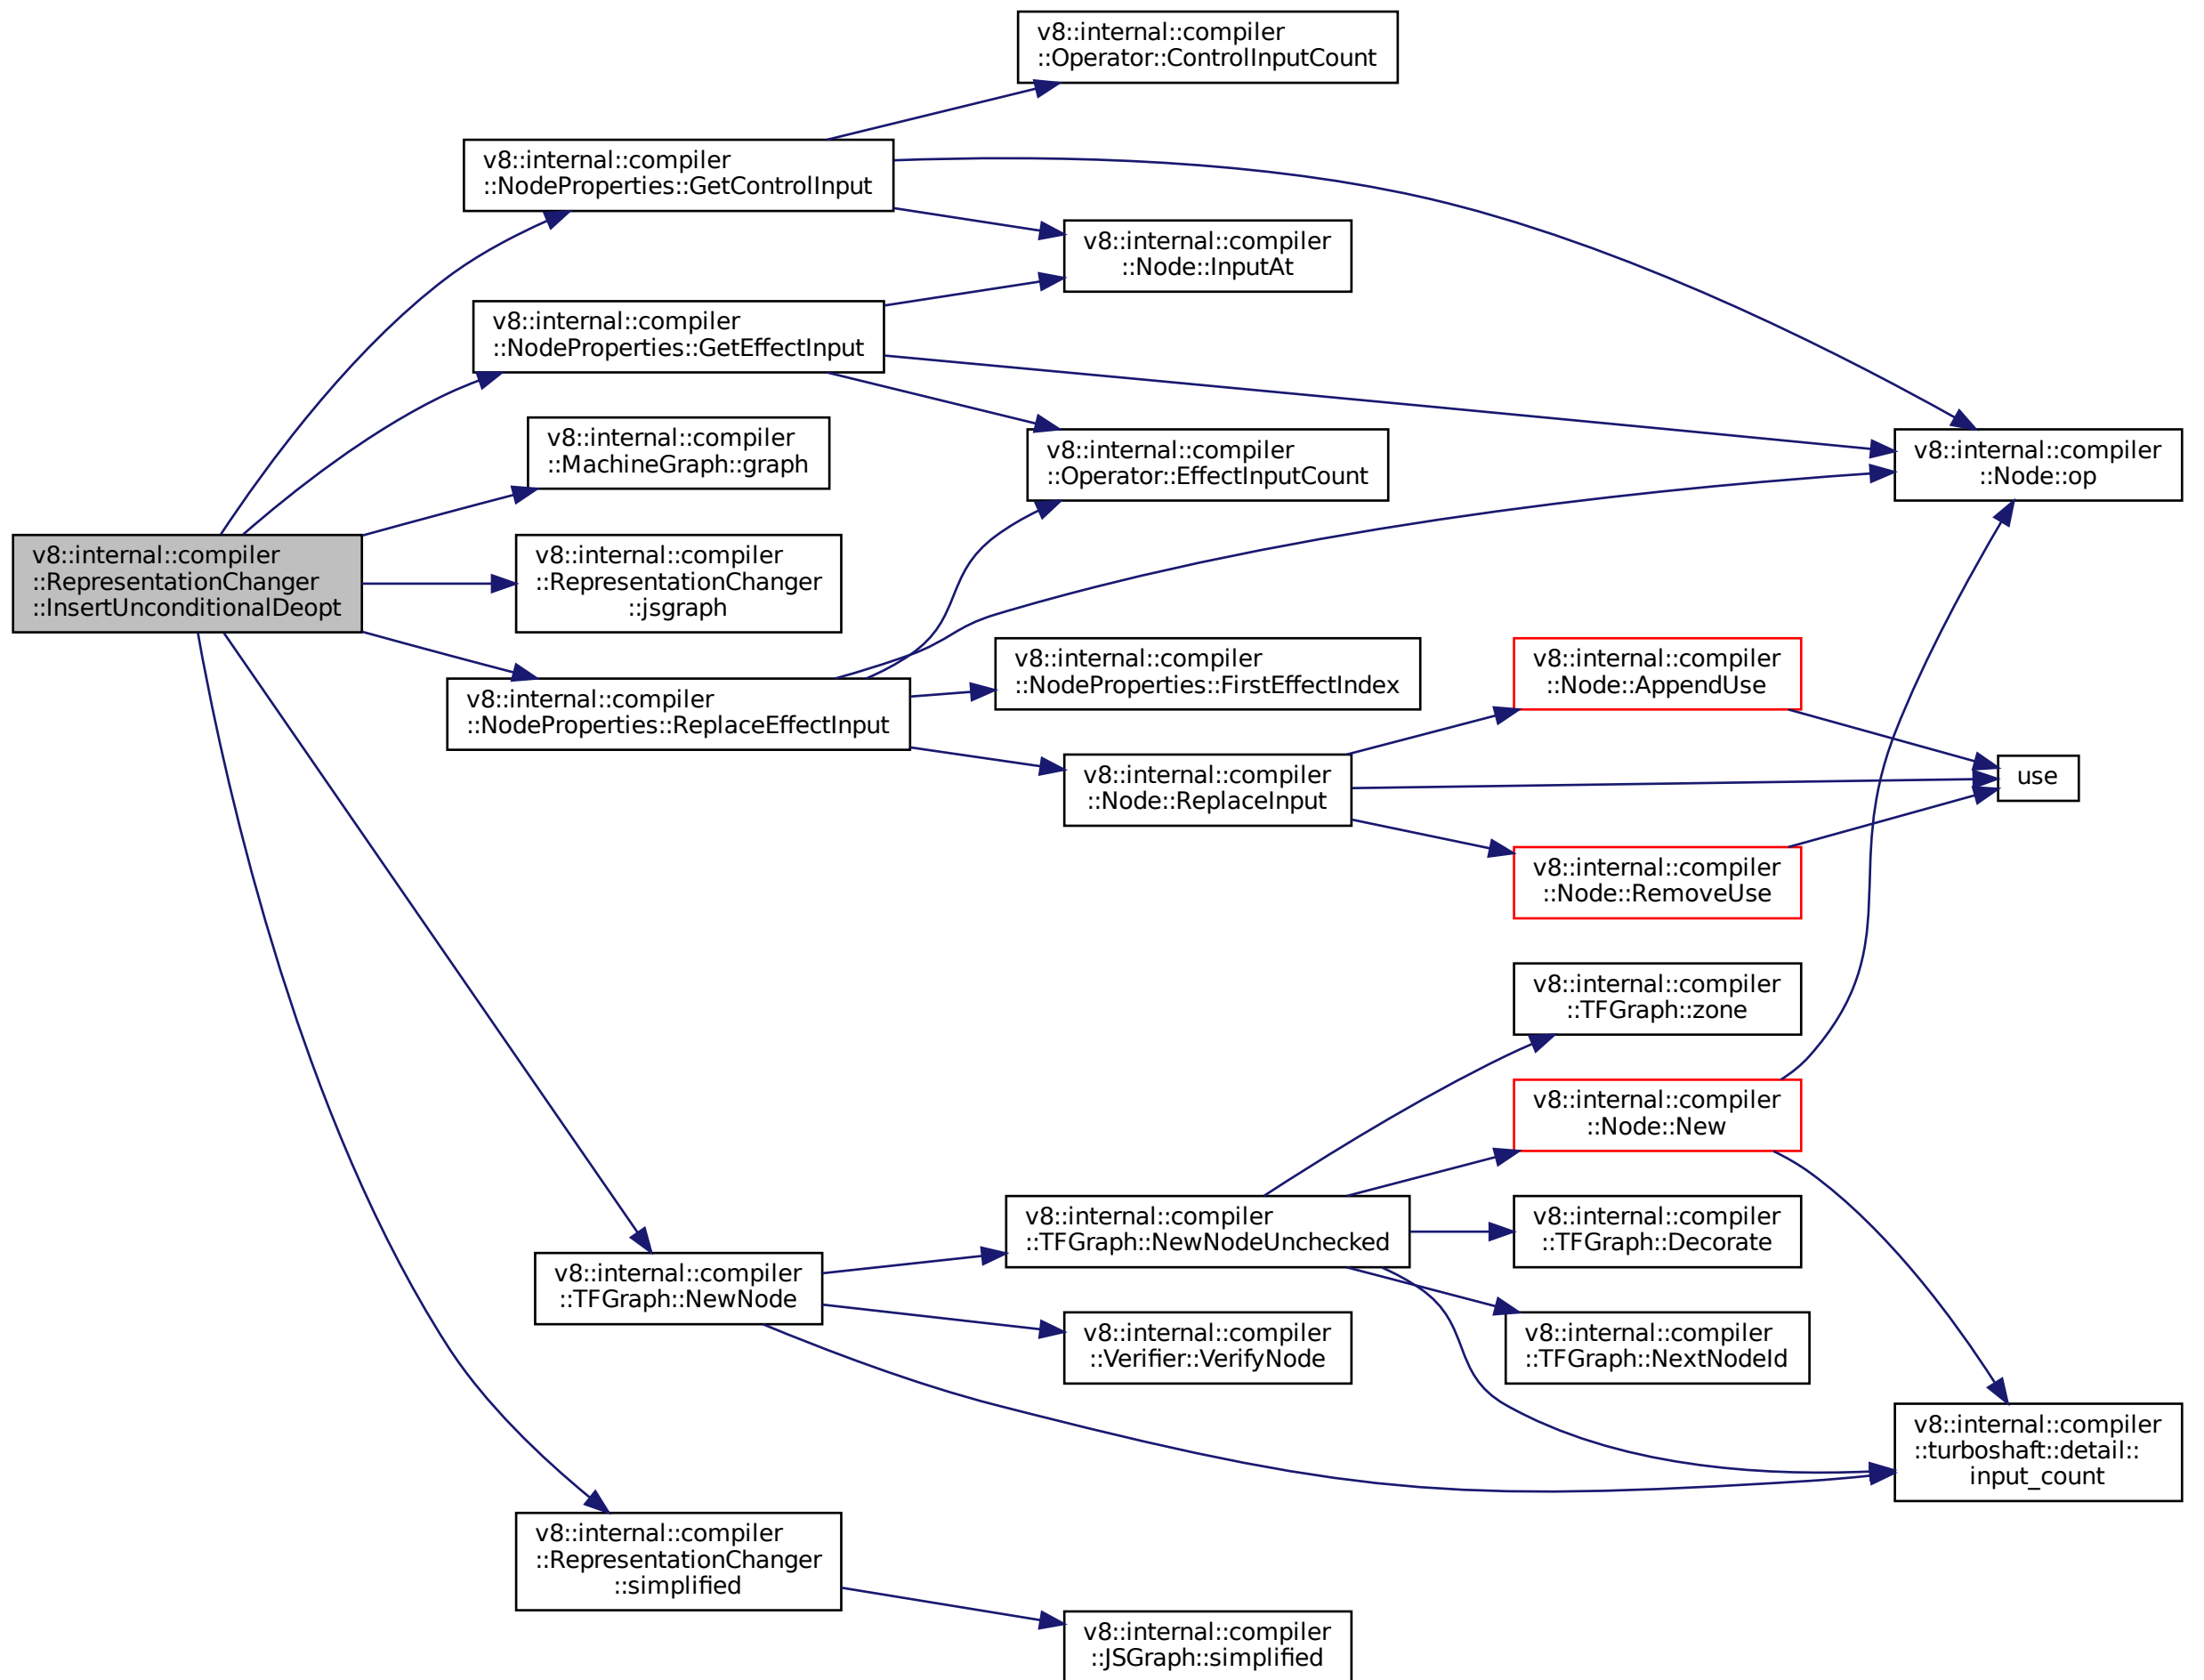 v8::internal::compiler
::Operator::ControlInputCount
v8::internal::compiler
::NodeProperties::GetControlInput
v8::internal::compiler
::Node::InputAt
v8::internal::compiler
::NodeProperties::GetEffectInput
v8::internal::compiler
::MachineGraph::graph
v8::internal::compiler
::Operator::EffectInputCount
v8::internal::compiler
::Node::op
v8::internal::compiler
::RepresentationChanger
::InsertUnconditionalDeopt
v8::internal::compiler
::RepresentationChanger
::jsgraph
v8::internal::compiler
::NodeProperties::ReplaceEffectInput
v8::internal::compiler
::NodeProperties::FirstEffectIndex
v8::internal::compiler
::Node::AppendUse
v8::internal::compiler
::Node::ReplaceInput
use
v8::internal::compiler
::Node::RemoveUse
v8::internal::compiler
::TFGraph::zone
v8::internal::compiler
::Node::New
v8::internal::compiler
::TFGraph::NewNodeUnchecked
v8::internal::compiler
::TFGraph::Decorate
v8::internal::compiler
::TFGraph::NewNode
v8::internal::compiler
::Verifier::VerifyNode
v8::internal::compiler
::TFGraph::NextNodeId
v8::internal::compiler
::turboshaft::detail::
input_count
v8::internal::compiler
::RepresentationChanger
::simplified
v8::internal::compiler
::JSGraph::simplified